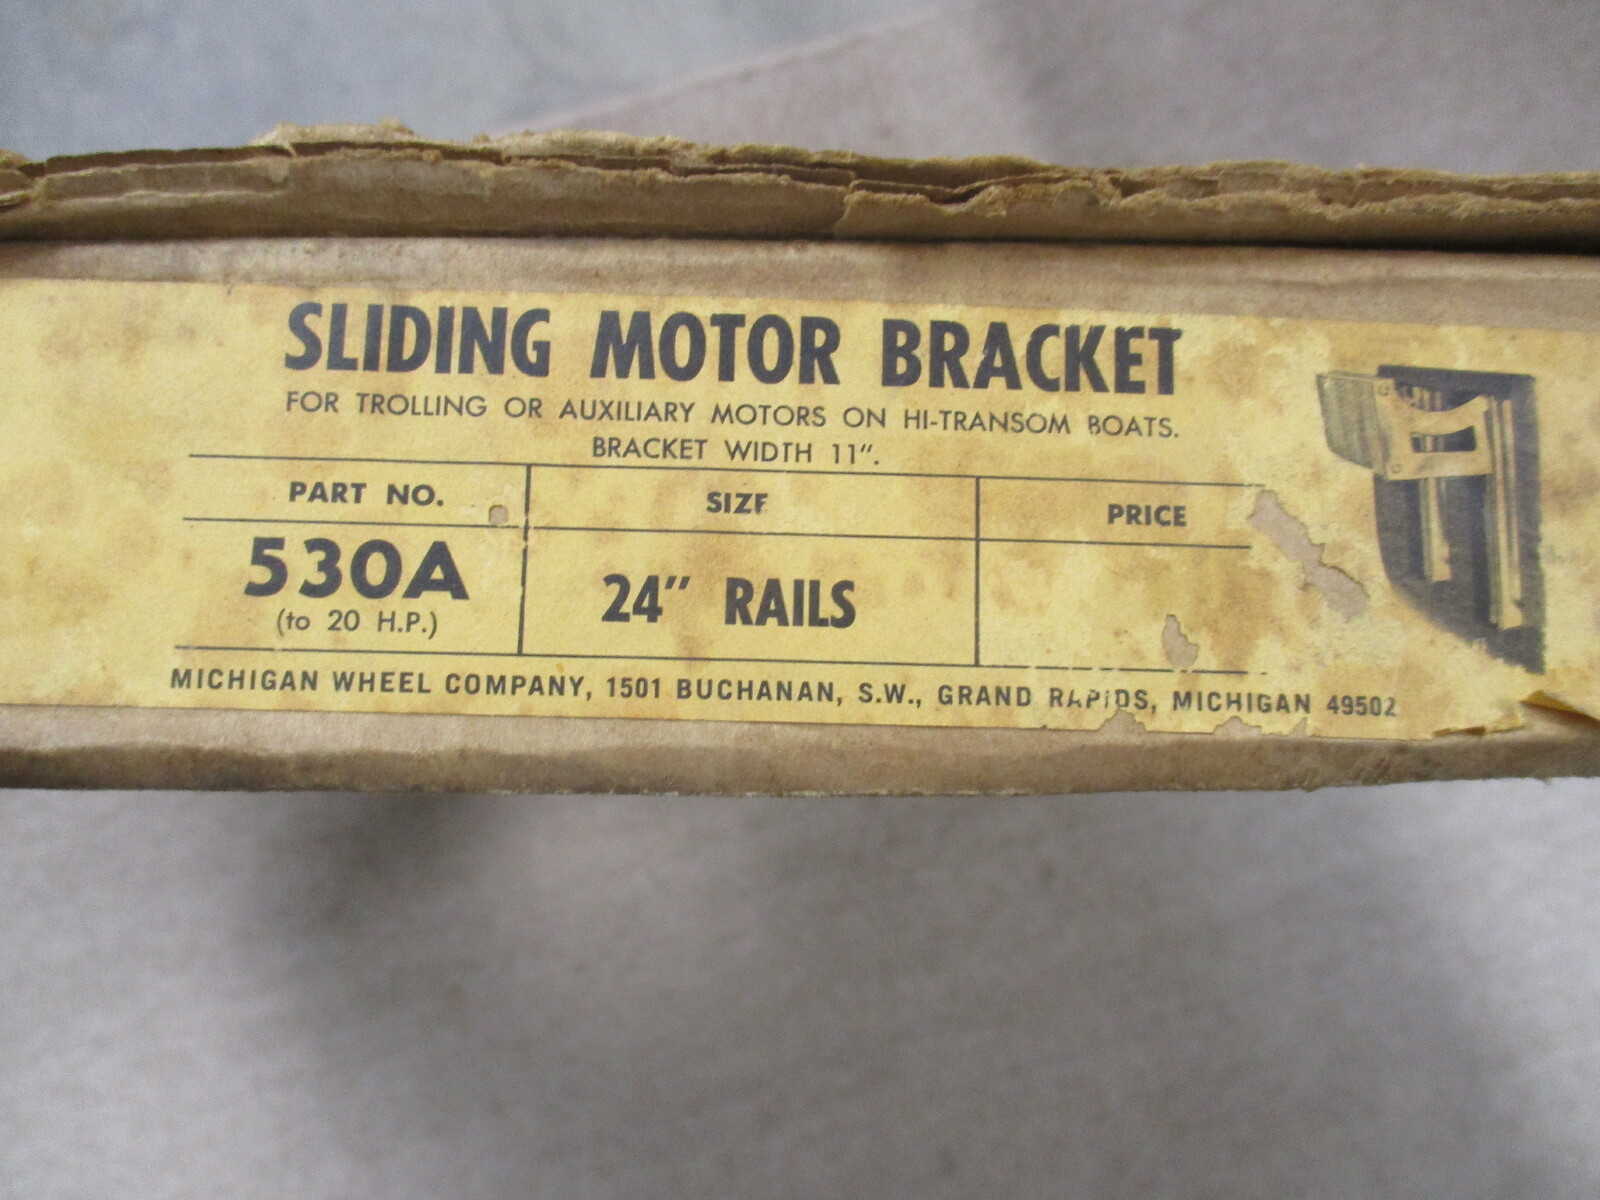 SLIDING MOTOR BRACKET
FOR TROLLING OR AUXILIARY MOTORS ON HI-TRANSOM BOATS.
BRACKET WIDTH 11".
PART NO. SIZE PRICE
530A 24" RAILS
(to 20 H.P.)
MICHIGAN WHEEL COMPANY, 1501 BUCHANAN, S.W., GRAND RAPIDS, MICHIGAN 49502